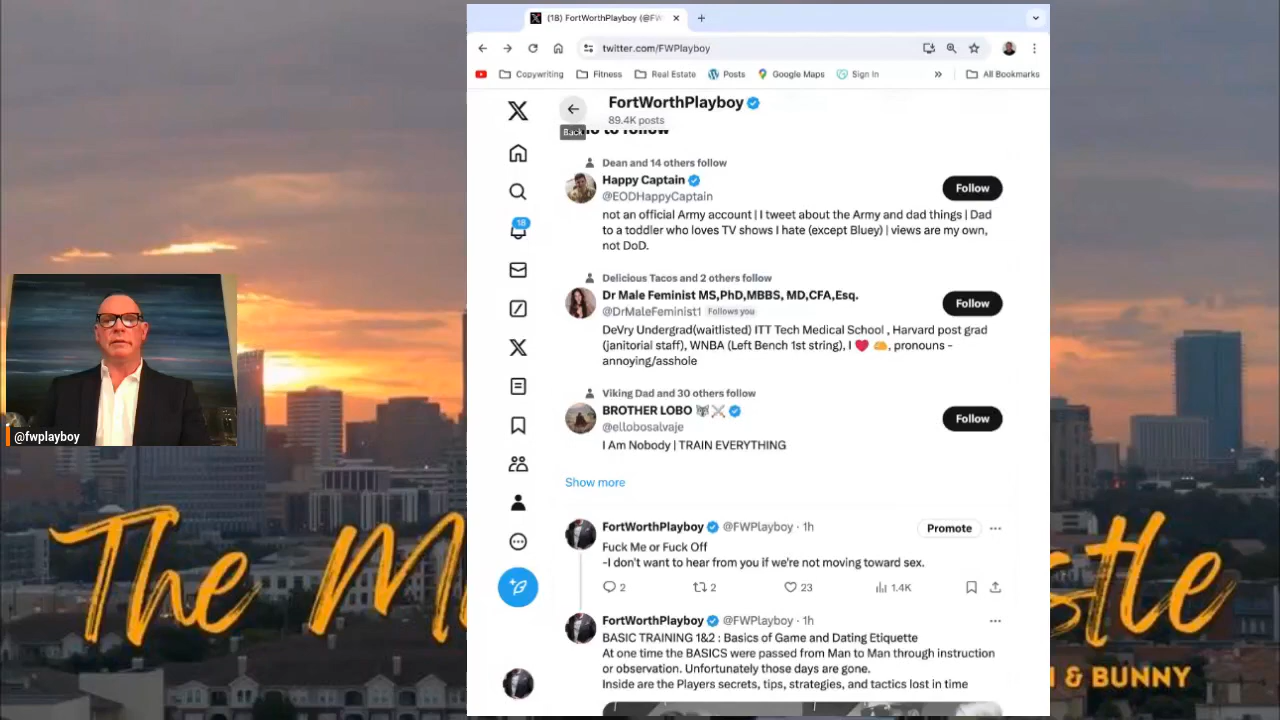 (18) FortWorthPlayboy (@FW
twitter.com/FWPlayboy
Copywriting
Fitness
Real Estate
Posts
Google Maps
Sign In
»
All Bookmarks
FortWorthPlayboy
89.4K posts
Back
to follow
Dean and 14 others follow
Happy Captain
@EODHappyCaptain
Follow
not an official Army account | I tweet about the Army and dad things | Dad
to a toddler who loves TV shows I hate (except Bluey) | views are my own,
not DoD.
Delicious Tacos and 2 others follow
Dr Male Feminist MS,PhD,MBBS, MD,CFA,Esq.
@DrMaleFeminist1 Follows you
Follow
DeVry Undergrad(waitlisted) ITT Tech Medical School , Harvard post grad
(janitorial staff), WNBA (Left Bench 1st string), I ❤️ 🌮, pronouns -
annoying/asshole
Viking Dad and 30 others follow
BROTHER LOBO 🐺⚔️
@ellobosalvaje
Follow
I Am Nobody | TRAIN EVERYTHING
Show more
18
FortWorthPlayboy @FWPlayboy · 1h
Promote
Fuck Me or Fuck Off
-I don't want to hear from you if we're not moving toward sex.
2 2 23 1.4K
FortWorthPlayboy @FWPlayboy · 1h
BASIC TRAINING 1&2 : Basics of Game and Dating Etiquette
At one time the BASICS were passed from Man to Man through instruction
or observation. Unfortunately those days are gone.
Inside are the Players secrets, tips, strategies, and tactics lost in time
@fwplayboy
The M
stle
& BUNNY